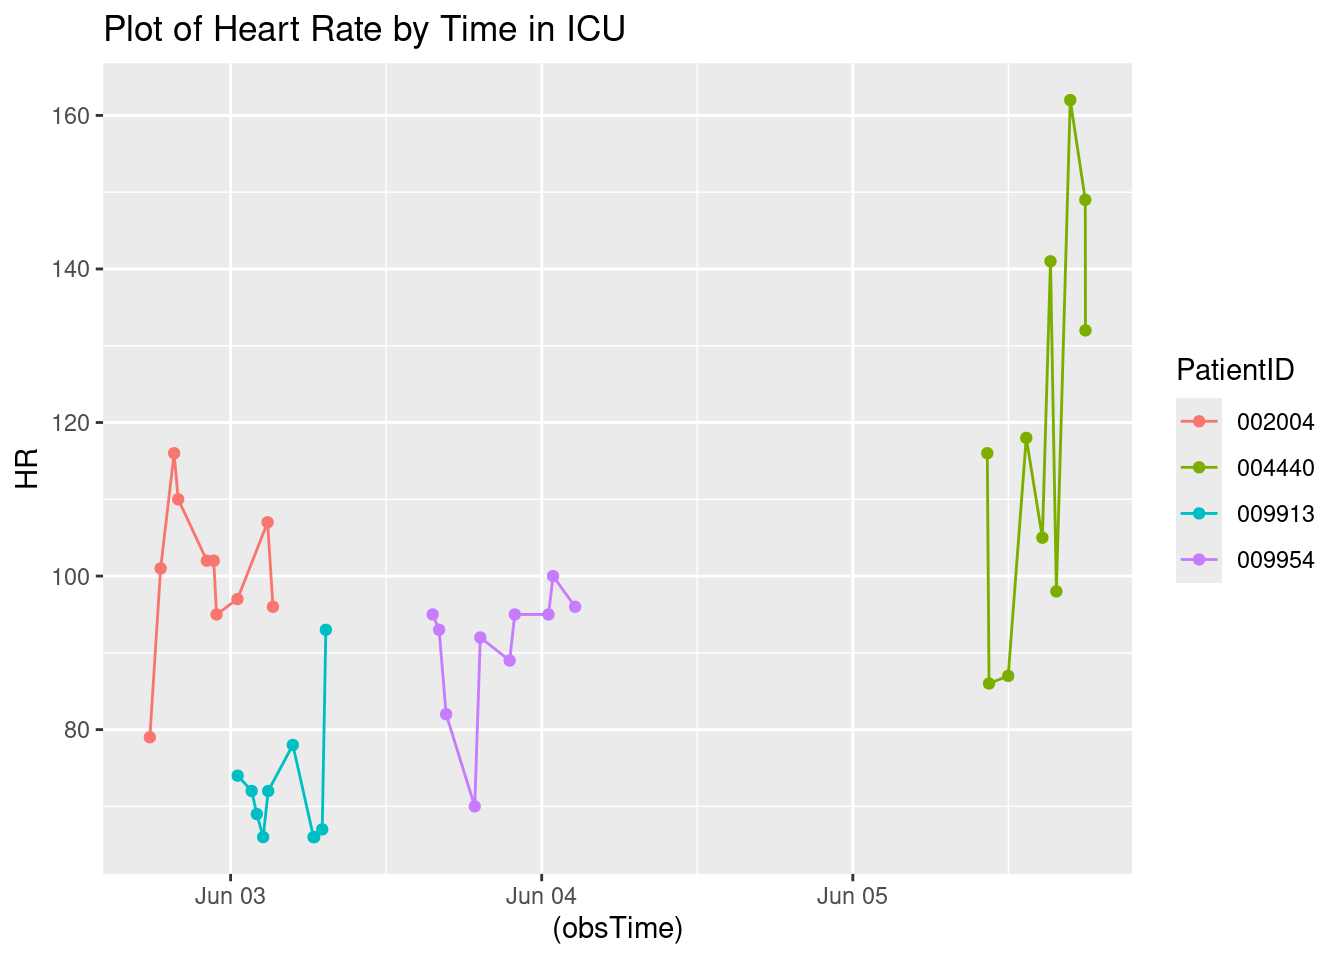 Plot of Heart Rate by Time in ICU
160
140
120
100
80
HR
Jun 03
Jun 04
Jun 05
(obsTime)
PatientID
002004
004440
009913
009954